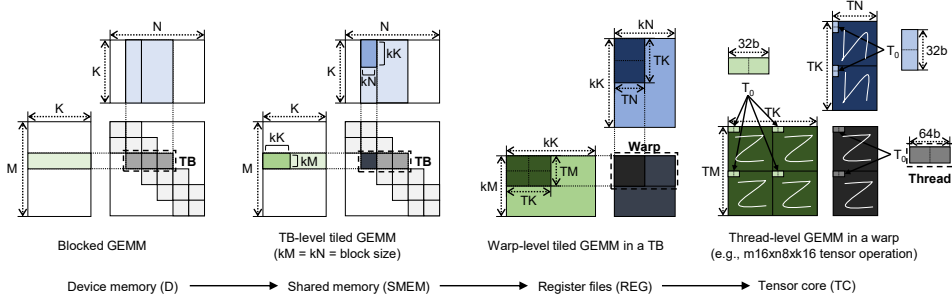 N
K
K
M
TB
Blocked GEMM
N
kK
K
kN
K
kK
M
kM
TB
TB-level tiled GEMM
(kM = kN = block size)
kN
TK
kK
TN
kK
Warp
TM
kM
TK
Warp-level tiled GEMM in a TB
TN
32b
T0
32b
TK
T0
TK
64b
TM
T0
Thread
Thread-level GEMM in a warp
(e.g., m16xn8xk16 tensor operation)
Device memory (D)
Shared memory (SMEM)
Register files (REG)
Tensor core (TC)